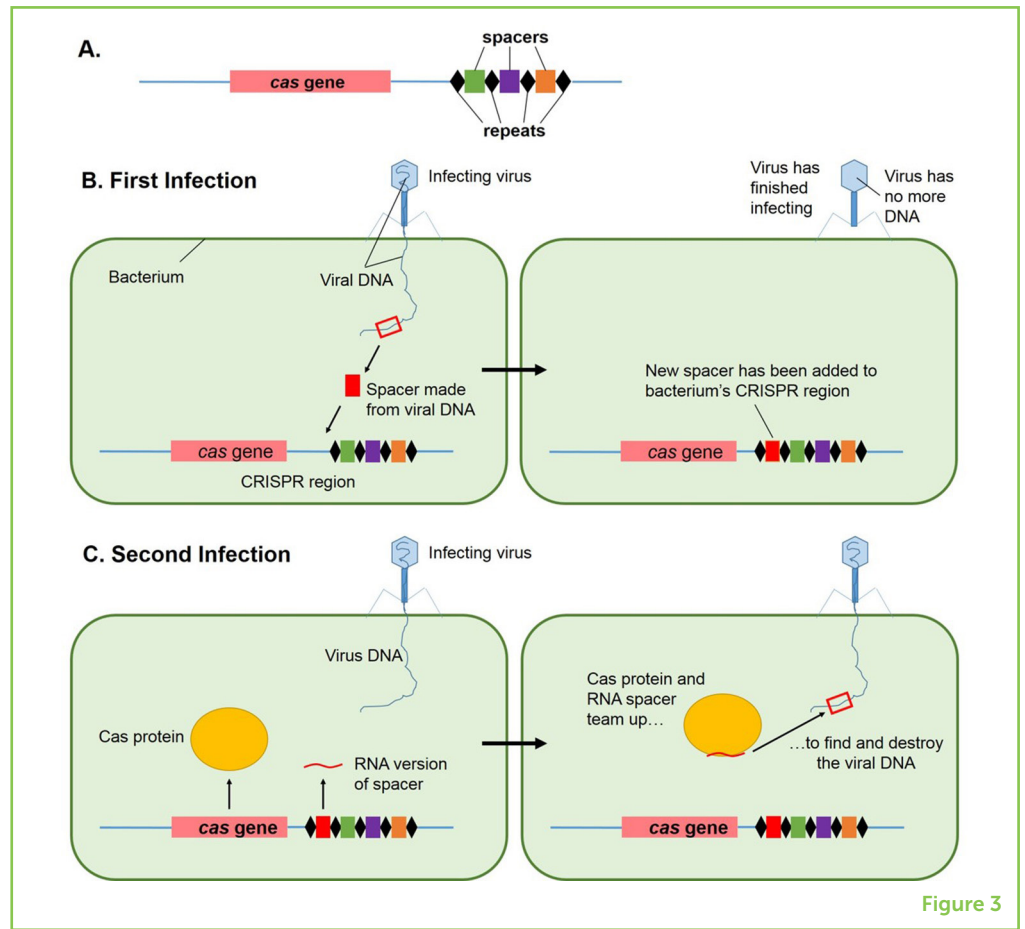 A.
spacers
cas gene
repeats
B. First Infection
Infecting virus
Virus has
finished
infecting
Virus has
no more
DNA
Bacterium
Viral DNA
Spacer made
from viral DNA
cas gene
CRISPR region
New spacer has been added to
bacterium's CRISPR region
cas gene
C. Second Infection
Infecting virus
Virus DNA
Cas protein
RNA version
of spacer
cas gene
Cas protein and
RNA spacer
team up…
…to find and destroy
the viral DNA
cas gene
Figure 3